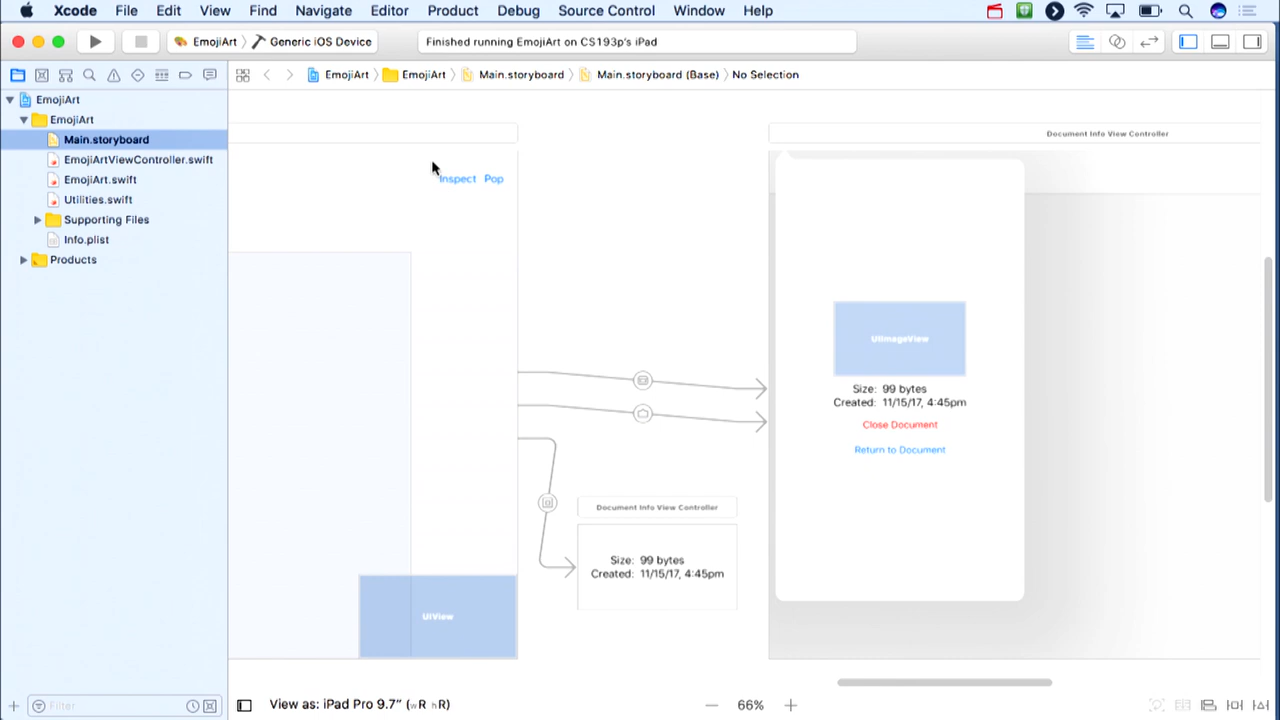 Xcode File Edit View Find Navigate Editor Product Debug Source Control Window Help
EmojiArt Generic iOS Device Finished running EmojiArt on CS193p's iPad
EmojiArt EmojiArt Main.storyboard Main.storyboard (Base) No Selection
EmojiArt
EmojiArt
Main.storyboard
EmojiArtViewController.swift
EmojiArt.swift
Utilities.swift
Supporting Files
Info.plist
Products
Filter
Inspect Pop
UIView
Document Info View Controller
Size: 99 bytes
Created: 11/15/17, 4:45pm
Document Info View Controller
UIImageView
Size: 99 bytes
Created: 11/15/17, 4:45pm
Close Document
Return to Document
View as: iPad Pro 9.7" (wR hR)
66%